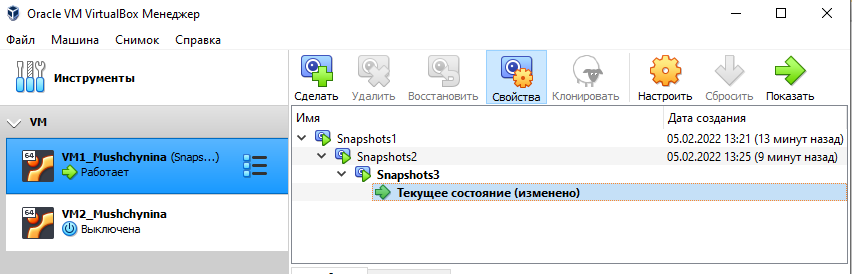 Oracle VM VirtualBox Менеджер
Файл Машина Снимок Справка
Инструменты
Сделать Удалить Восстановить Свойства Клонировать Настроить Сбросить Показать
VM
64 VM1_Mushchynina (Snaps...)
Работает
64 VM2_Mushchynina
Выключена
Имя Дата создания
Snapshots1 05.02.2022 13:21 (13 минут назад)
Snapshots2 05.02.2022 13:25 (9 минут назад)
Snapshots3
Текущее состояние (изменено)